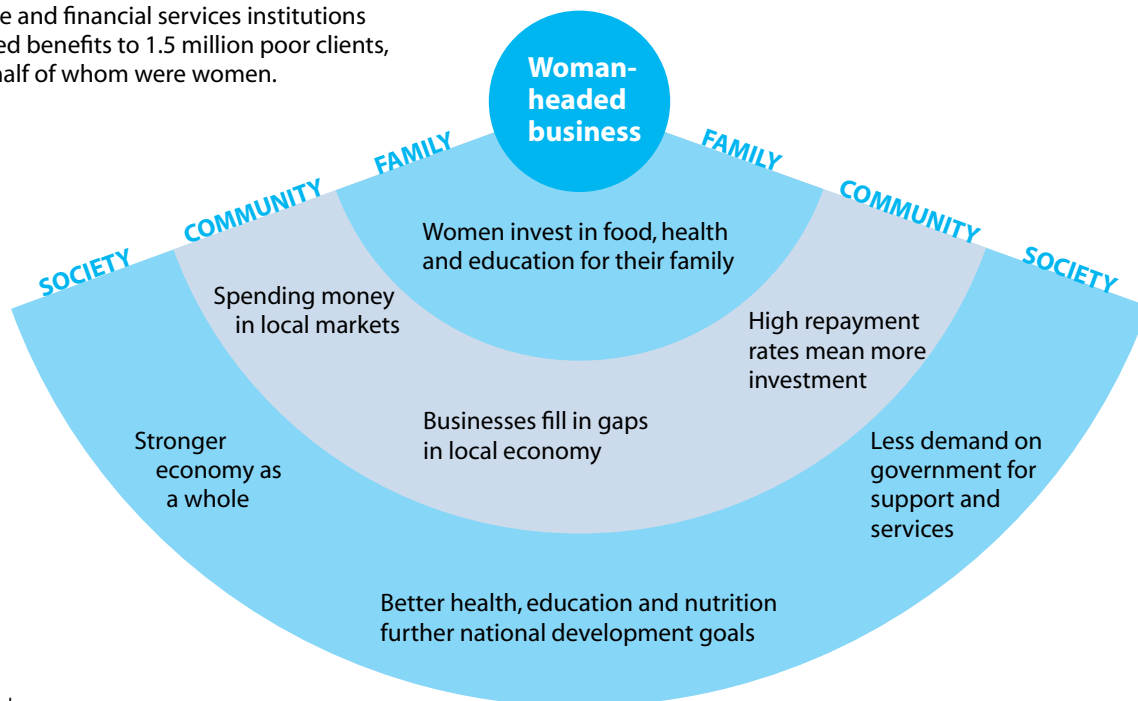 e and financial services institutions
ed benefits to 1.5 million poor clients,
half of whom were women.
Woman-
headed
business
FAMILY
FAMILY
COMMUNITY
COMMUNITY
SOCIETY
SOCIETY
Women invest in food, health
and education for their family
Spending money
in local markets
High repayment
rates mean more
investment
Businesses fill in gaps
in local economy
Stronger
economy as
a whole
Less demand on
government for
support and
services
Better health, education and nutrition
further national development goals